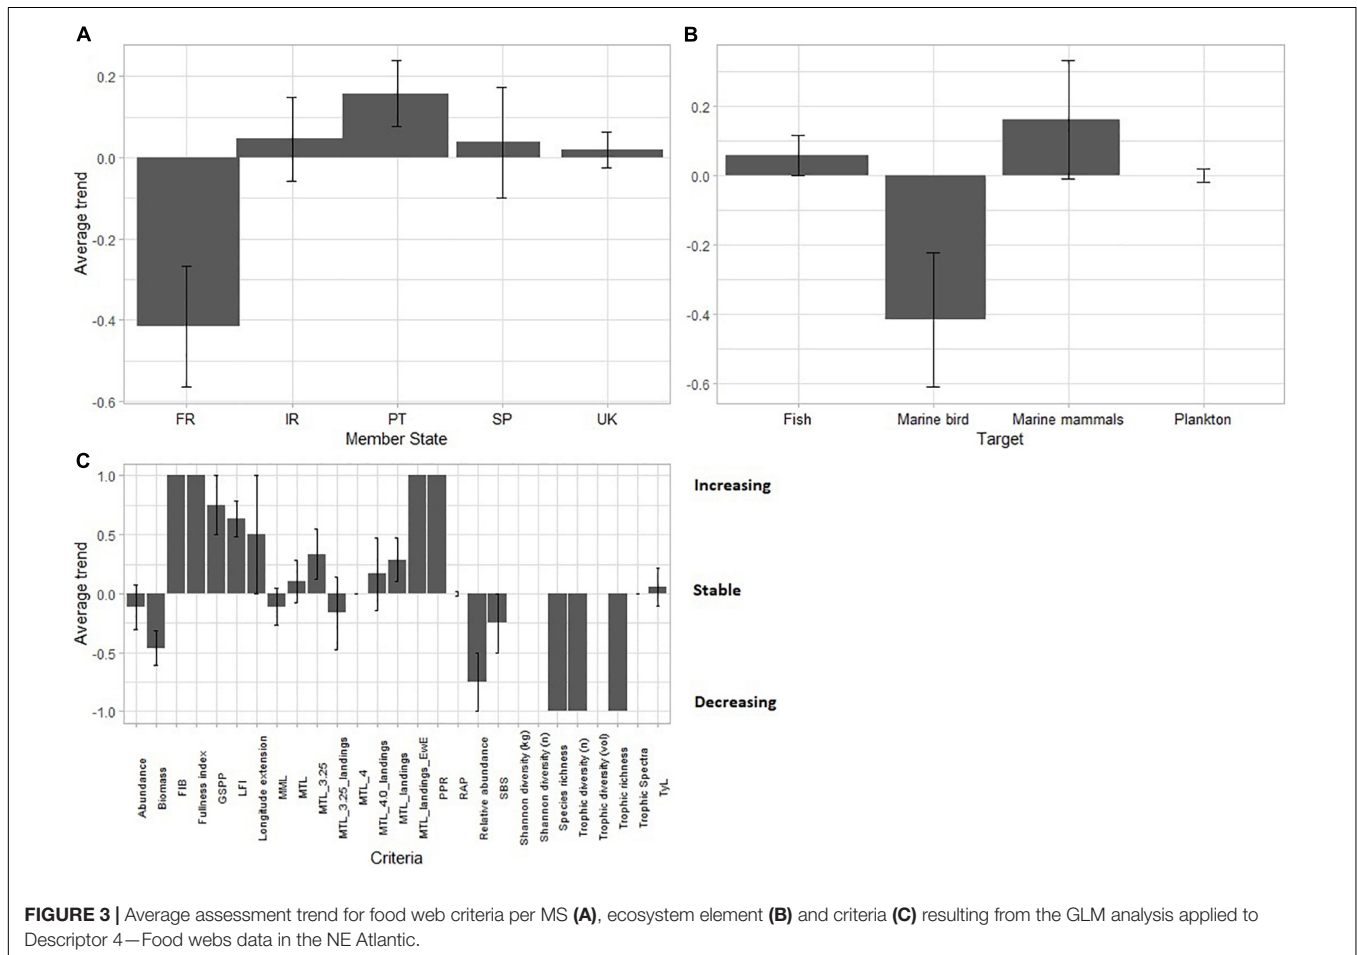 A
0.2
0.0
-0.2
-0.4
-0.6
Average trend
FR IR PT SP UK
Member State
B
0.2
0.0
-0.2
-0.4
-0.6
Fish Marine bird Marine mammals Plankton
Target
C
1.0
0.5
0.0
-0.5
-1.0
Average trend
Abundance
Biomass
FIB
Fullness index
GSPP
LFI
Longitude extension
MML
MTL
MTL_3.25
MTL_3.25_landings
MTL_4
MTL_4.0_landings
MTL_landings
MTL_landings_EwE
PPR
RAP
Relative abundance
SBS
Shannon diversity (kg)
Shannon diversity (n)
Species richness
Trophic diversity (n)
Trophic diversity (vol)
Trophic richness
Trophic Spectra
TyL
Criteria
Increasing
Stable
Decreasing
FIGURE 3 | Average assessment trend for food web criteria per MS (A), ecosystem element (B) and criteria (C) resulting from the GLM analysis applied to
Descriptor 4—Food webs data in the NE Atlantic.